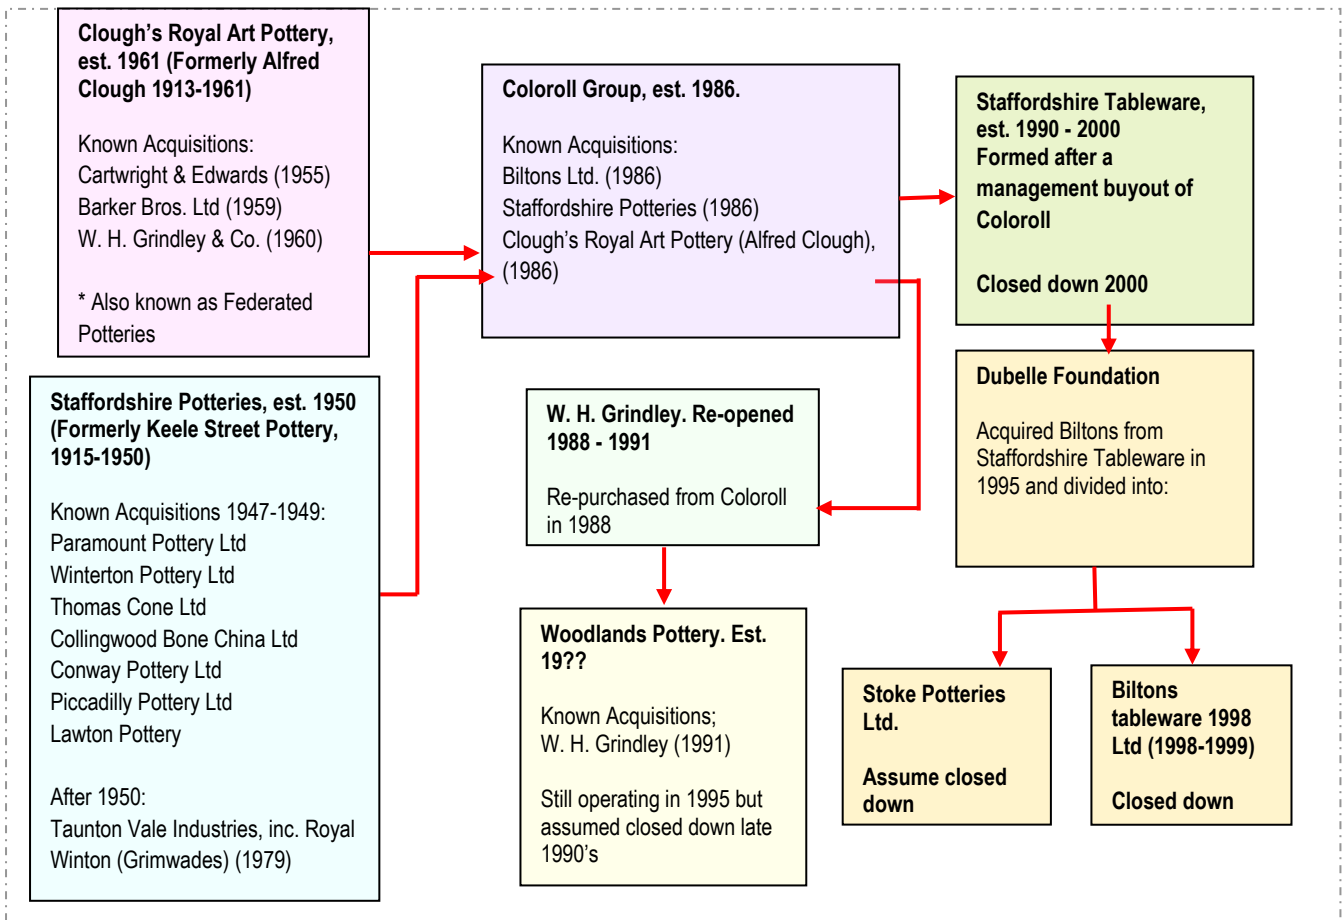 Clough’s Royal Art Pottery,
est. 1961 (Formerly Alfred
Clough 1913-1961)
Known Acquisitions:
Cartwright & Edwards (1955)
Barker Bros. Ltd (1959)
W. H. Grindley & Co. (1960)
* Also known as Federated
Potteries
Staffordshire Potteries, est. 1950
(Formerly Keele Street Pottery,
1915-1950)
Known Acquisitions 1947-1949:
Paramount Pottery Ltd
Winterton Pottery Ltd
Thomas Cone Ltd
Collingwood Bone China Ltd
Conway Pottery Ltd
Piccadilly Pottery Ltd
Lawton Pottery
After 1950:
Taunton Vale Industries, inc. Royal
Winton (Grimwades) (1979)
Coloroll Group, est. 1986.
Known Acquisitions:
Biltons Ltd. (1986)
Staffordshire Potteries (1986)
Clough’s Royal Art Pottery (Alfred Clough),
(1986)
W. H. Grindley. Re-opened
1988 - 1991
Re-purchased from Coloroll
in 1988
Woodlands Pottery. Est.
19??
Known Acquisitions;
W. H. Grindley (1991)
Still operating in 1995 but
assumed closed down late
1990’s
Staffordshire Tableware,
est. 1990 - 2000
Formed after a
management buyout of
Coloroll
Closed down 2000
Dubelle Foundation
Acquired Biltons from
Staffordshire Tableware in
1995 and divided into:
Stoke Potteries
Ltd.
Assume closed
down
Biltons
tableware 1998
Ltd (1998-1999)
Closed down